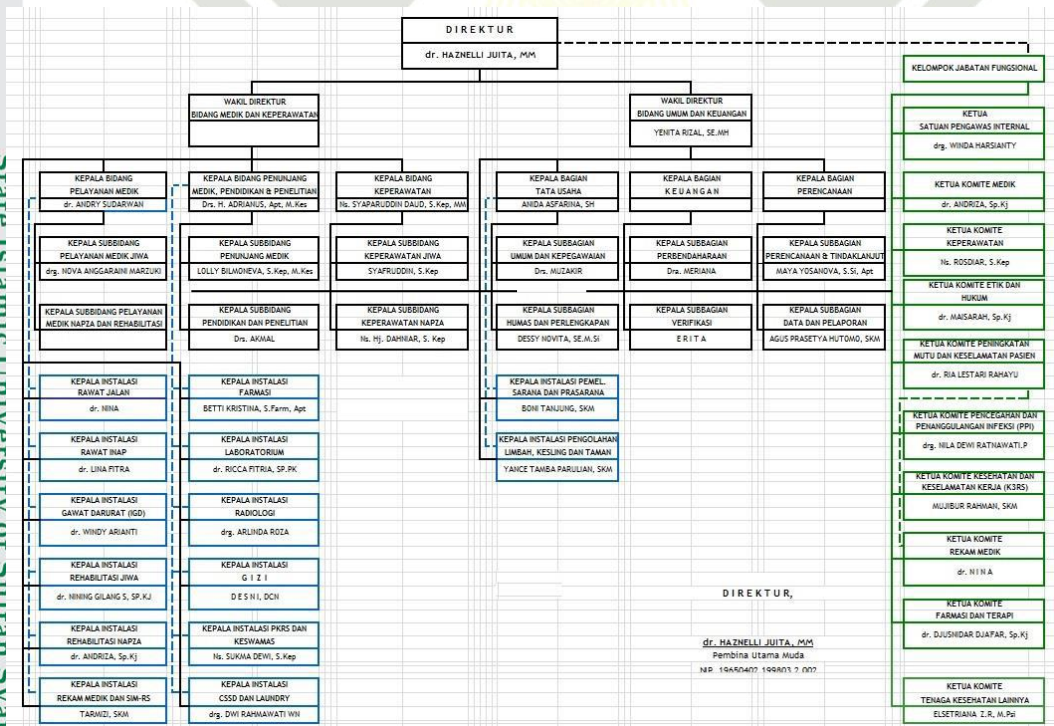 DIREKTUR
dr. HAZNELLI JUITA, MM
KELOMPOK JABATAN FUNGSIONAL
WAKIL DIREKTUR
BIDANG MEDIK DAN KEPERAWATAN
WAKIL DIREKTUR
BIDANG UMUM DAN KEUANGAN
YENITA RIZAL, SE.MH
KETUA
SATUAN PENGAWAS INTERNAL
drg. WINDA HARSIANTY
KEPALA BIDANG
PELAYANAN MEDIK
dr. ANDRY SUDARWAN
KEPALA BIDANG PENUNJANG
MEDIK, PENDIDIKAN & PENELITIAN
Drs. H. ADRIANUS, Apt, M.Kes
KEPALA BIDANG
KEPERAWATAN
Ns. SYAPARUDDIN DAUD, S.Kep, MM
KEPALA BAGIAN
TATA USAHA
ANIDA ASFARINA, SH
KEPALA BAGIAN
K E U A N G A N
KEPALA BAGIAN
PERENCANAAN
KETUA KOMITE MEDIK
dr. ANDRIZA, Sp.Kj
KEPALA SUBBIDANG
PELAYANAN MEDIK JIWA
drg. NOVA ANGGARAINI MARZUKI
KEPALA SUBBIDANG
PENUNJANG MEDIK
LOLLY BILMONEVA, S.Kep, M.Kes
KEPALA SUBBIDANG
KEPERAWATAN JIWA
SYAFRUDDIN, S.Kep
KEPALA SUBBAGIAN
UMUM DAN KEPEGAWAIAN
Drs. MUZAKIR
KEPALA SUBBAGIAN
PERBENDAHARAAN
Dra. MERIANA
KEPALA SUBBAGIAN
PERENCANAAN & TINDAKLANJUT
MAYA YOSANOVA, S.Si, Apt
KETUA KOMITE
KEPERAWATAN
Ns. ROSDIAR, S.Kep
KEPALA SUBBIDANG PELAYANAN
MEDIK NAPZA DAN REHABILITASI
KEPALA SUBBIDANG
PENDIDIKAN DAN PENELITIAN
Drs. AKMAL
KEPALA SUBBIDANG
KEPERAWATAN NAPZA
Ns. Hj. DAHNIAR, S. Kep
KEPALA SUBBAGIAN
HUMAS DAN PERLENGKAPAN
DESSY NOVITA, SE.M.Si
KEPALA SUBBAGIAN
VERIFIKASI
E R I T A
KEPALA SUBBAGIAN
DATA DAN PELAPORAN
AGUS PRASETYA HUTOMO, SKM
KETUA KOMITE ETIK DAN
HUKUM
dr. MAISARAH, Sp.Kj
KETUA KOMITE PENINGKATAN
MUTU DAN KESELAMATAN PASIEN
dr. RIA LESTARI RAHAYU
KEPALA INSTALASI
RAWAT JALAN
dr. NINA
KEPALA INSTALASI
FARMASI
BETTI KRISTINA, S.Farm, Apt
KEPALA INSTALASI PEMEL.
SARANA DAN PRASARANA
BONI TANJUNG, SKM
KETUA KOMITE PENCEGAHAN DAN
PENANGGULANGAN INFEKSI (PPI)
drg. NILA DEWI RATNAWATI.P
KEPALA INSTALASI
RAWAT INAP
dr. LINA FITRA
KEPALA INSTALASI
LABORATORIUM
dr. RICCA FITRIA, SP.PK
KEPALA INSTALASI PENGOLAHAN
LIMBAH, KESLING DAN TAMAN
YANCE TAMBA PARULIAN, SKM
KETUA KOMITE KESEHATAN DAN
KESELAMATAN KERJA (K3RS)
MUJIBUR RAHMAN, SKM
KEPALA INSTALASI
GAWAT DARURAT (IGD)
dr. WINDY ARIANTI
KEPALA INSTALASI
RADIOLOGI
drg. ARLINDA ROZA
KETUA KOMITE
REKAM MEDIK
dr. N I N A
KEPALA INSTALASI
REHABILITASI JIWA
dr. NINING GILANG S, SP.KJ
KEPALA INSTALASI
G I Z I
D E S N I, DCN
KETUA KOMITE
FARMASI DAN TERAPI
dr. DJUSNIDAR DJAFAR, Sp.Kj
KEPALA INSTALASI
REHABILITASI NAPZA
dr. ANDRIZA, Sp.Kj
KEPALA INSTALASI PKRS DAN
KESWAMAS
Ns. SUKMA DEWI, S.Kep
KEPALA INSTALASI
REKAM MEDIK DAN SIM-RS
TARMIZI, SKM
KEPALA INSTALASI
CSSD DAN LAUNDRY
drg. DWI RAHMAWATI WN
KETUA KOMITE
TENAGA KESEHATAN LAINNYA
ELSETRIANA Z.R, M.Psi
DIREKTUR,
dr. HAZNELLI JUITA, MM
Pembina Utama Muda
NIP. 19650402 199803 2 002
State Islamic University of Sultan Syar